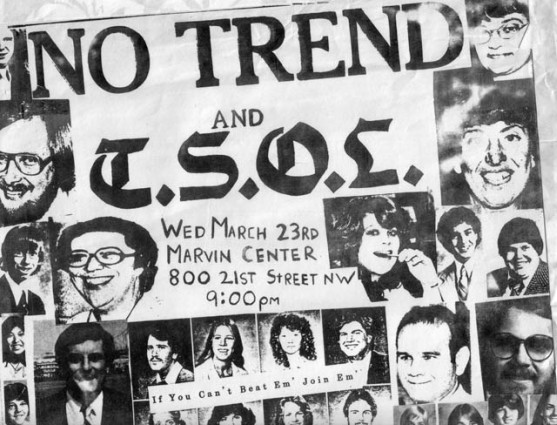 NO TREND
AND
T.S.O.L.
WED MARCH 23RD
MARVIN CENTER
800 21ST STREET NW
9:00pm
If You Can't Beat Em' Join Em'